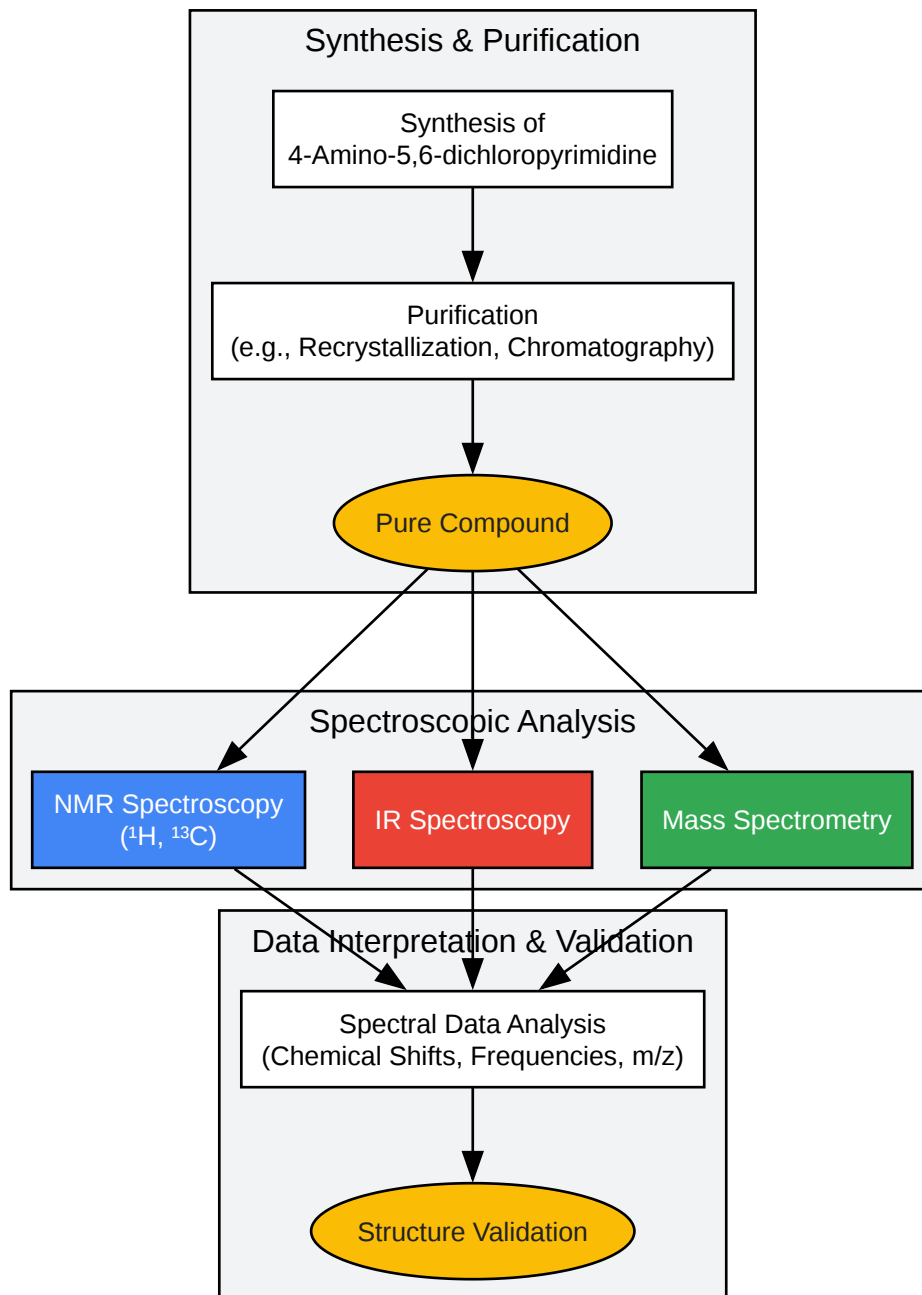 Synthesis & Purification
Synthesis of
4-Amino-5,6-dichloropyrimidine
Purification
(e.g., Recrystallization, Chromatography)
Pure Compound
Spectroscopic Analysis
NMR Spectroscopy
(¹H, ¹³C)
IR Spectroscopy
Mass Spectrometry
Data Interpretation & Validation
Spectral Data Analysis
(Chemical Shifts, Frequencies, m/z)
Structure Validation